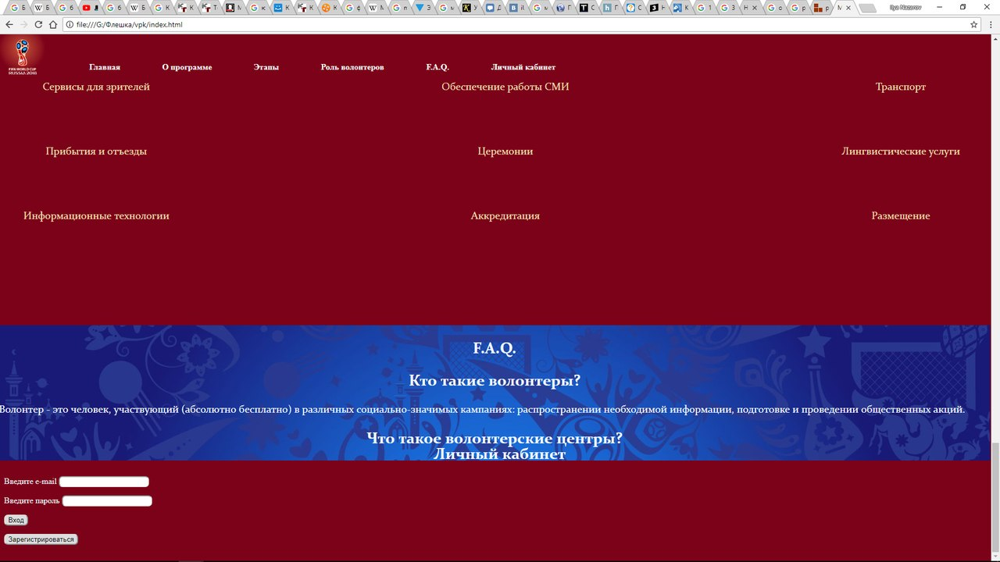 Б
W Б
G б
Б
G б
W Б
G К
К
Т
Д
G к
К
К
К
G ф
W М
G п
V З
G м
У
Д
В
G м
Г
T С
h Г
С
З Н
К
G Т
G З
Н
G ф
G р
р
М
Ilya Nazarov
file:///G:/Флешка/vpk/index.html
FIFA WORLD CUP
RUSSIA 2018
Главная О программе Этапы Роль волонтеров F.A.Q. Личный кабинет
Сервисы для зрителей Обеспечение работы СМИ Транспорт
Прибытия и отъезды Церемонии Лингвистические услуги
Информационные технологии Аккредитация Размещение
F.A.Q.
Кто такие волонтеры?
Волонтер - это человек, участвующий (абсолютно бесплатно) в различных социально-значимых кампаниях: распространении необходимой информации, подготовке и проведении общественных акций.
Что такое волонтерские центры?
Личный кабинет
Введите e-mail
Введите пароль
Вход
Зарегистрироваться